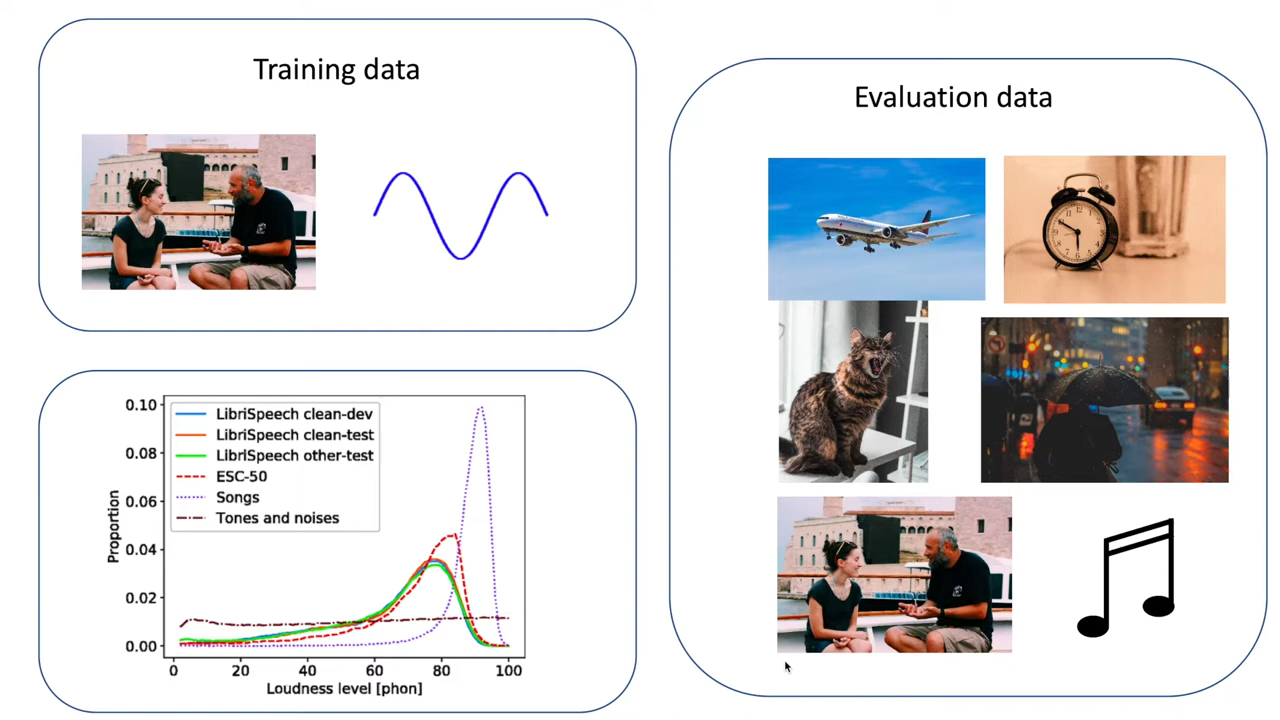 Training data
Evaluation data
LibriSpeech clean-dev
LibriSpeech clean-test
LibriSpeech other-test
ESC-50
Songs
Tones and noises
Proportion
0.10
0.08
0.06
0.04
0.02
0.00
0
20
40
60
80
100
Loudness level [phon]